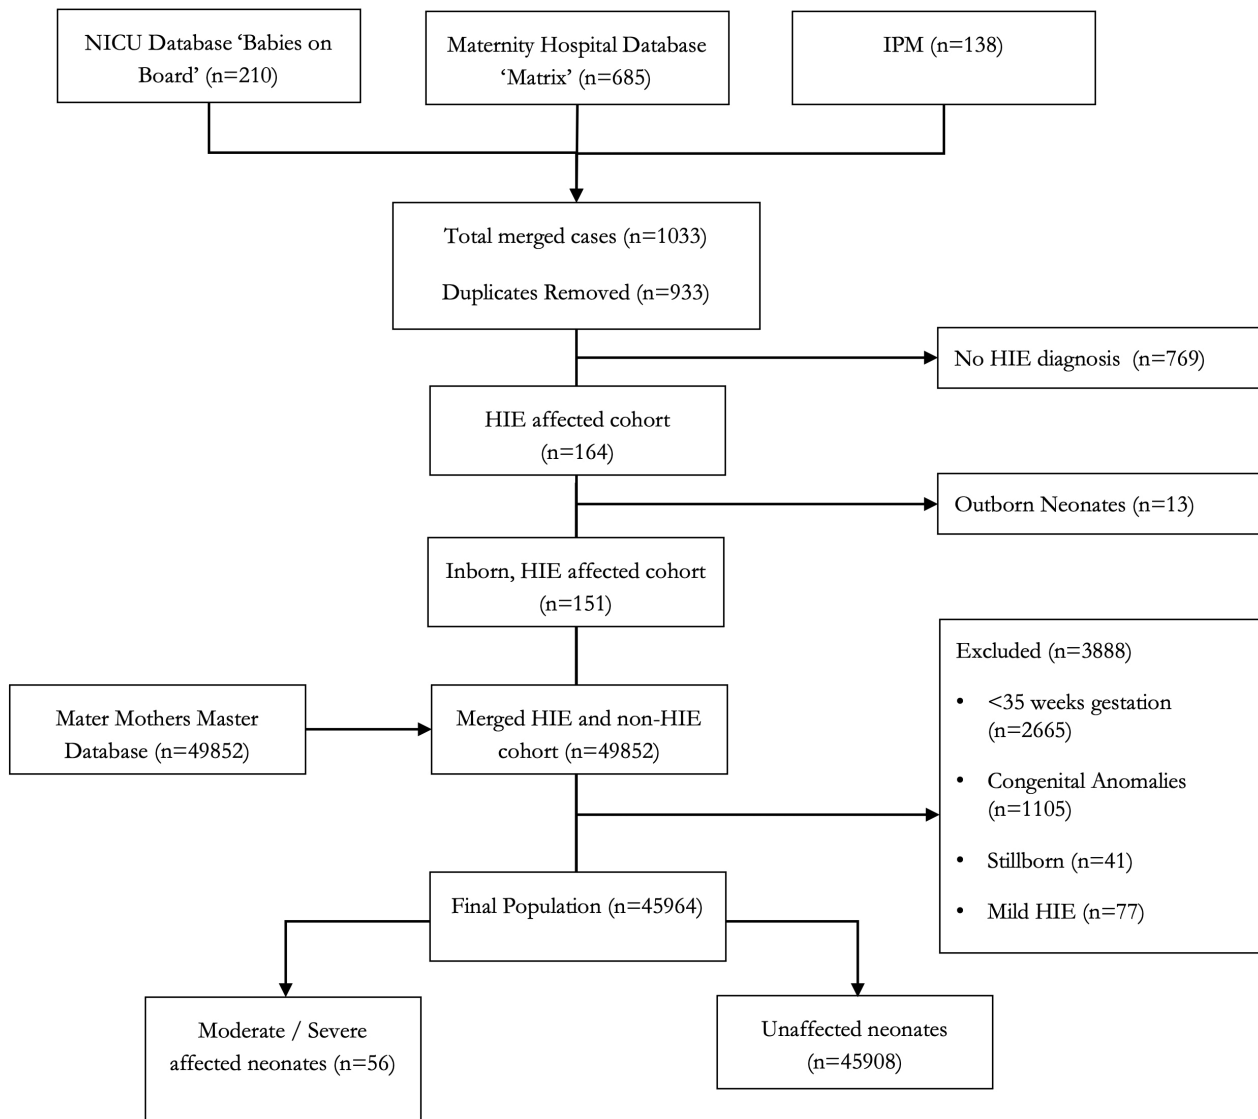 NICU Database ‘Babies on
Board’ (n=210)
Maternity Hospital Database
‘Matrix’ (n=685)
IPM (n=138)
Total merged cases (n=1033)
Duplicates Removed (n=933)
No HIE diagnosis  (n=769)
HIE affected cohort
(n=164)
Outborn Neonates (n=13)
Inborn, HIE affected cohort
(n=151)
Mater Mothers Master
Database (n=49852)
Merged HIE and non-HIE
cohort (n=49852)
Excluded (n=3888)
• <35 weeks gestation
(n=2665)
• Congenital Anomalies
(n=1105)
• Stillborn (n=41)
• Mild HIE (n=77)
Final Population (n=45964)
Moderate / Severe
affected neonates (n=56)
Unaffected neonates
(n=45908)